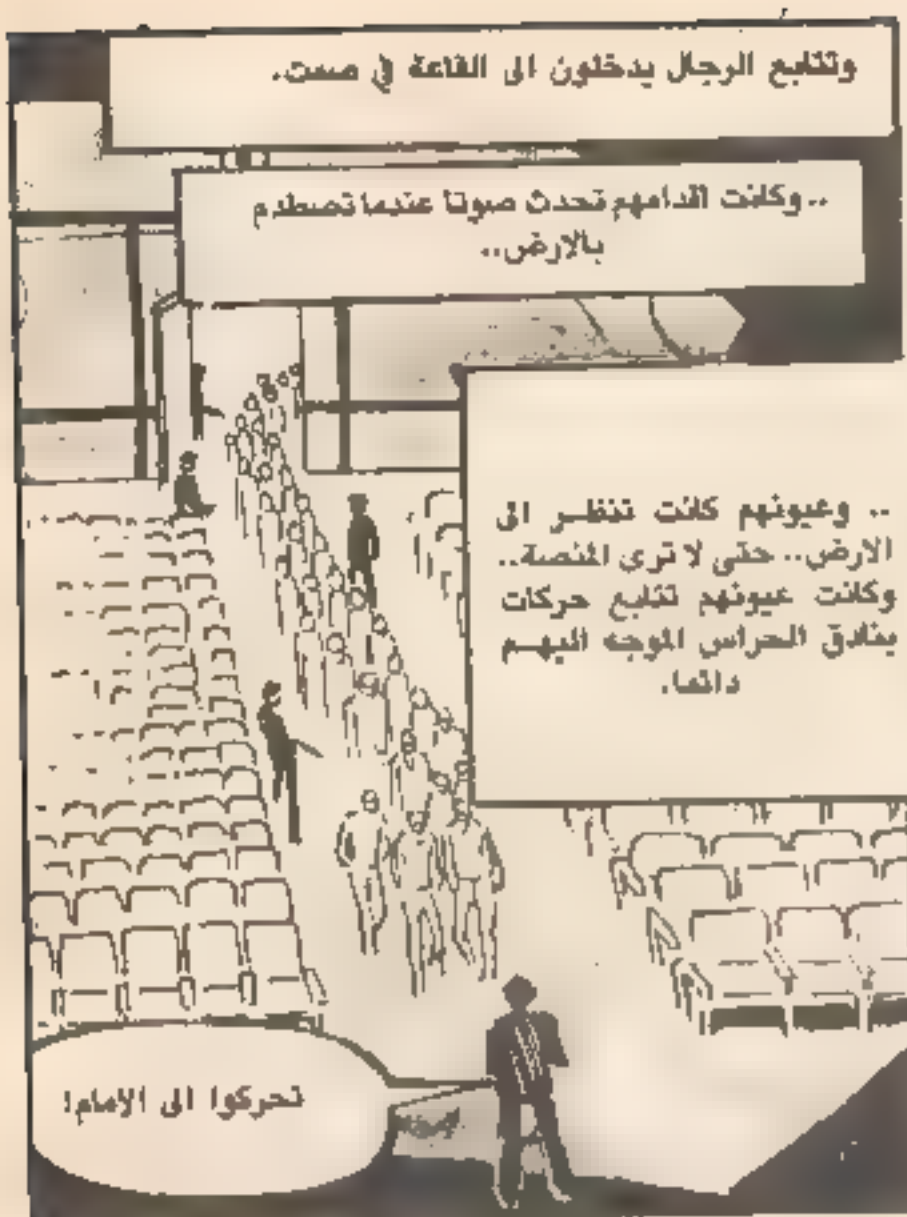 وتتابع الرجال يدخلون الى القاعة في صمت.
.. وكانت اقدامهم تحدث صوتا عندما تصطدم
بالارض..
.. وعيونهم كانت تنظر الى
الارض.. حتى لا ترى المنصة..
وكانت عيونهم تتابع حركات
بنادق الحراس الموجه اليهم
دائما.
تحركوا الى الامام!